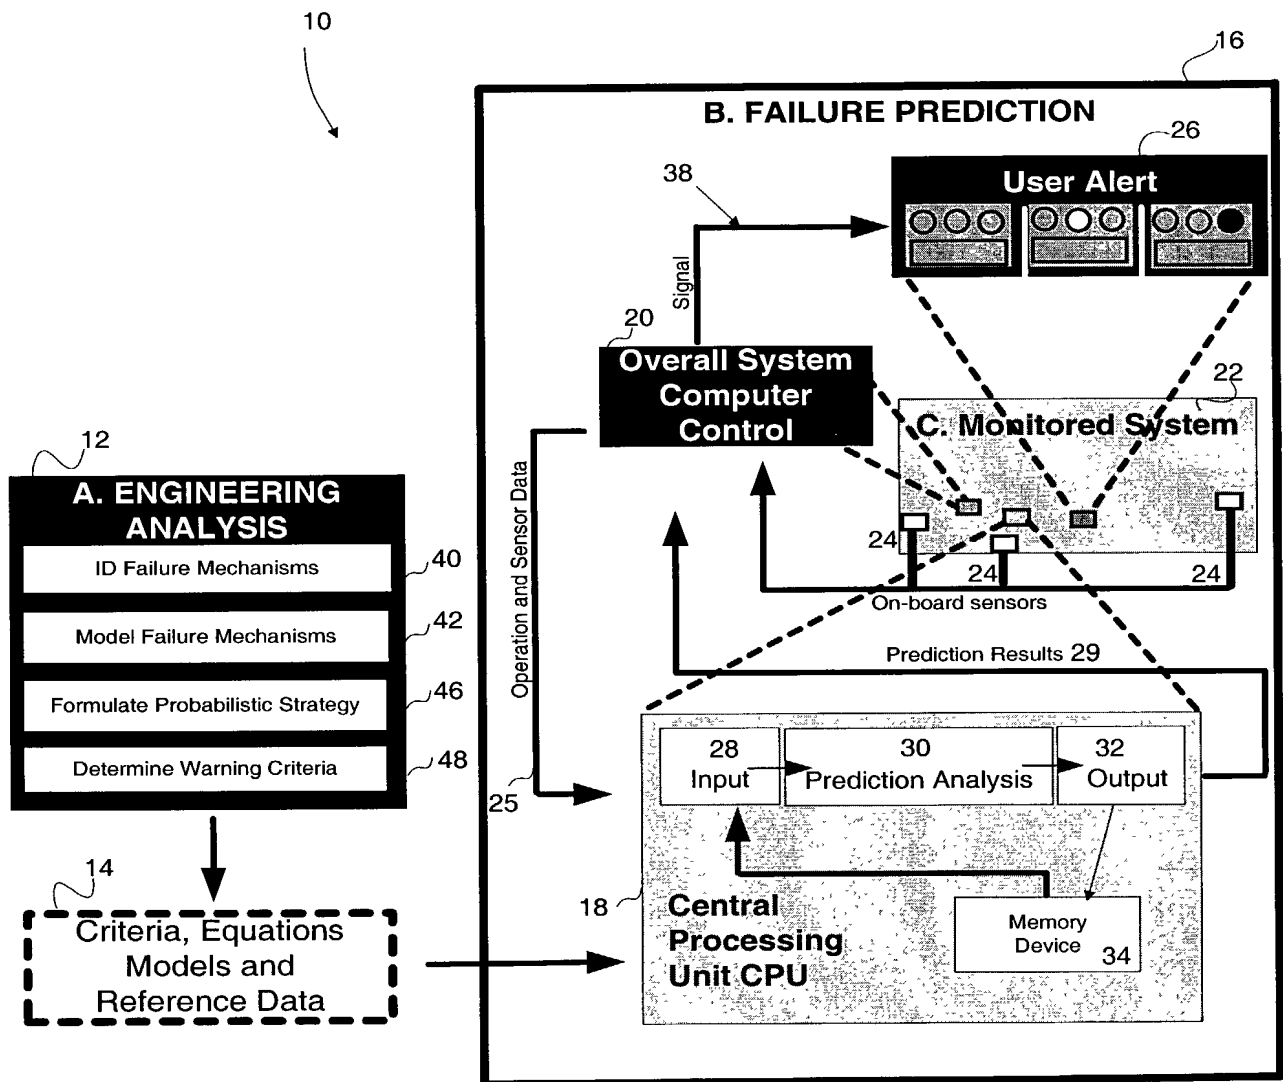 10
16
B. FAILURE PREDICTION
26
User Alert
38
Signal
20
Overall System
Computer
Control
22
C. Monitored System
24
24
24
On-board sensors
Operation and Sensor Data
25
Prediction Results 29
12
A. ENGINEERING
ANALYSIS
ID Failure Mechanisms
40
Model Failure Mechanisms
42
Formulate Probabilistic Strategy
46
Determine Warning Criteria
48
14
Criteria, Equations
Models and
Reference Data
28
Input
30
Prediction Analysis
32
Output
18
Central
Processing
Unit CPU
Memory
Device
34